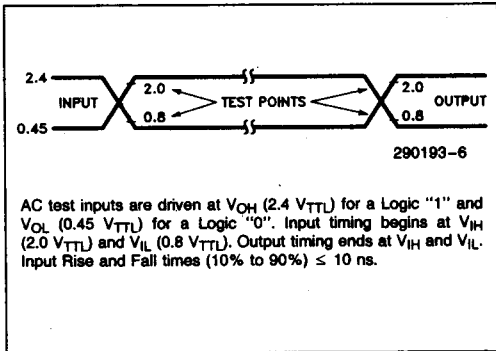 2.4
2.0
2.0
INPUT
TEST POINTS
OUTPUT
0.8
0.8
0.45
290193-6
AC test inputs are driven at VOH (2.4 VTTL) for a Logic "1" and
VOL (0.45 VTTL) for a Logic "0". Input timing begins at VIH
(2.0 VTTL) and VIL (0.8 VTTL). Output timing ends at VIH and VIL.
Input Rise and Fall times (10% to 90%) ≤ 10 ns.